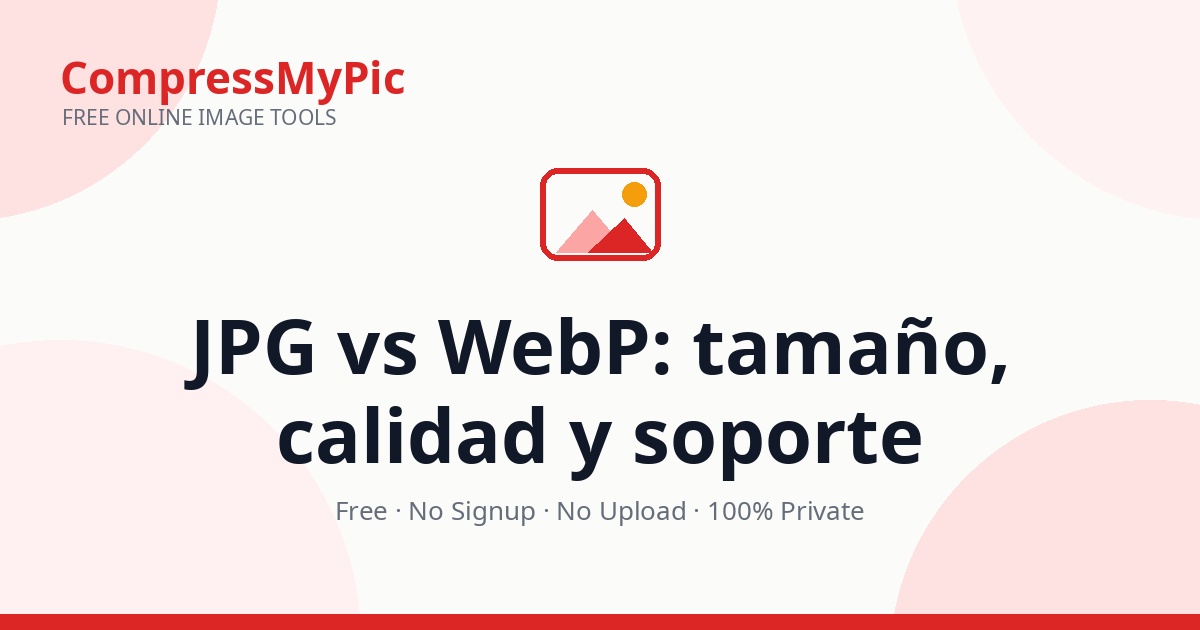 CompressMyPic
FREE ONLINE IMAGE TOOLS
JPG vs WebP: tamaño,
calidad y soporte
Free · No Signup · No Upload · 100% Private